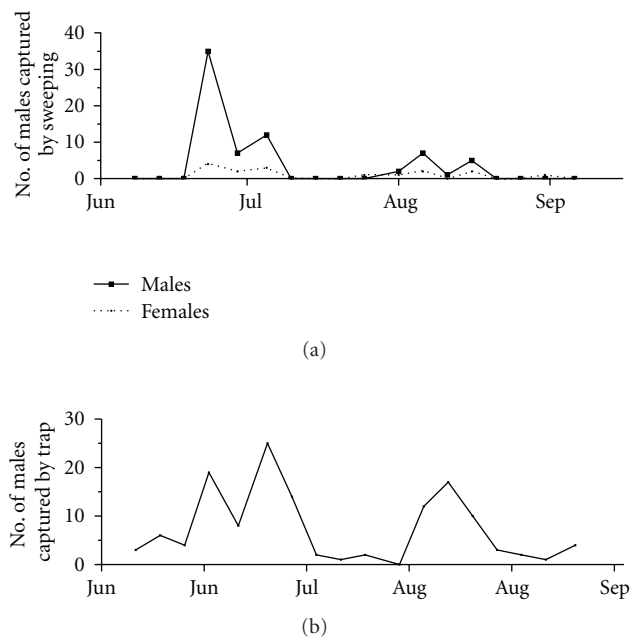 No. of males captured
by sweeping
40
30
20
10
0
Jun Jul Aug Sep
Males
Females
(a)
No. of males
captured by trap
30
20
10
0
Jun Jun Jul Aug Aug Sep
(b)